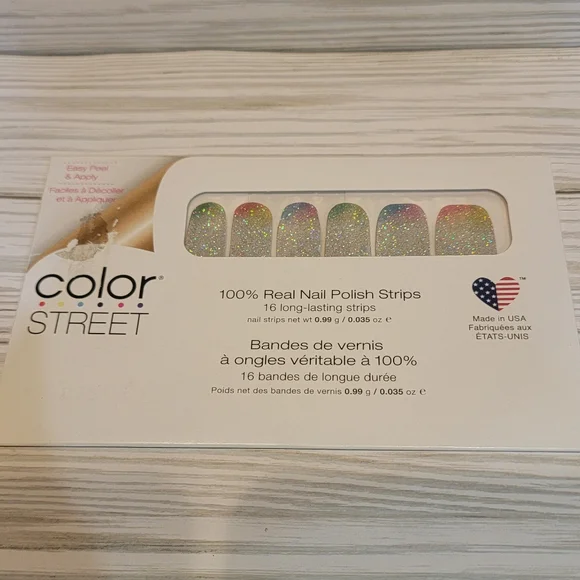 Easy Peel
& Apply
Faciles à Décoller
et à Appliquer
color®
STREET
100% Real Nail Polish Strips
16 long-lasting strips
nail strips net wt 0.99 g / 0.035 oz ℮
Bandes de vernis
à ongles véritable à 100%
16 bandes de longue durée
Poids net des bandes de vernis 0.99 g / 0.035 oz ℮
™
Made in USA
Fabriquées aux
ÉTATS-UNIS